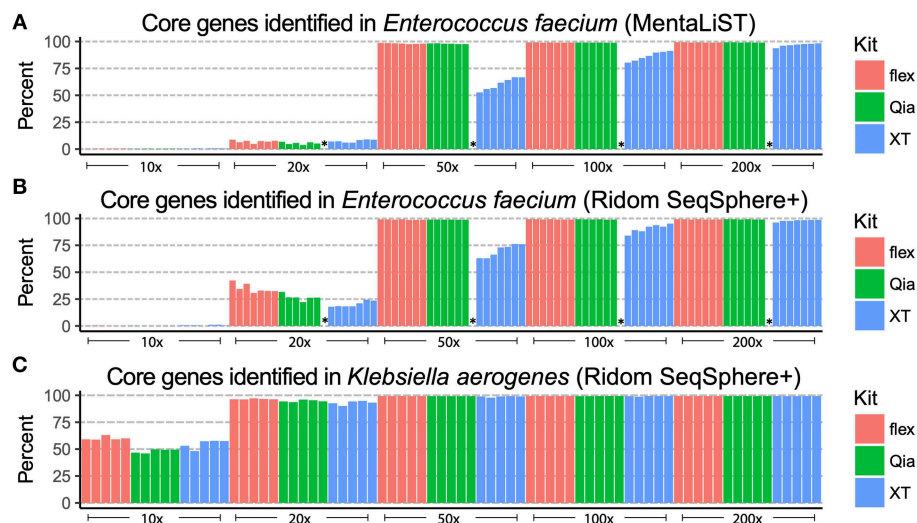 A
Core genes identified in Enterococcus faecium (MentaLiST)
Percent
100
75
50
25
0
*
*
*
*
10x
20x
50x
100x
200x
Kit
flex
Qia
XT
B
Core genes identified in Enterococcus faecium (Ridom SeqSphere+)
Percent
100
75
50
25
0
*
*
*
*
10x
20x
50x
100x
200x
Kit
flex
Qia
XT
C
Core genes identified in Klebsiella aerogenes (Ridom SeqSphere+)
Percent
100
75
50
25
0
10x
20x
50x
100x
200x
Kit
flex
Qia
XT